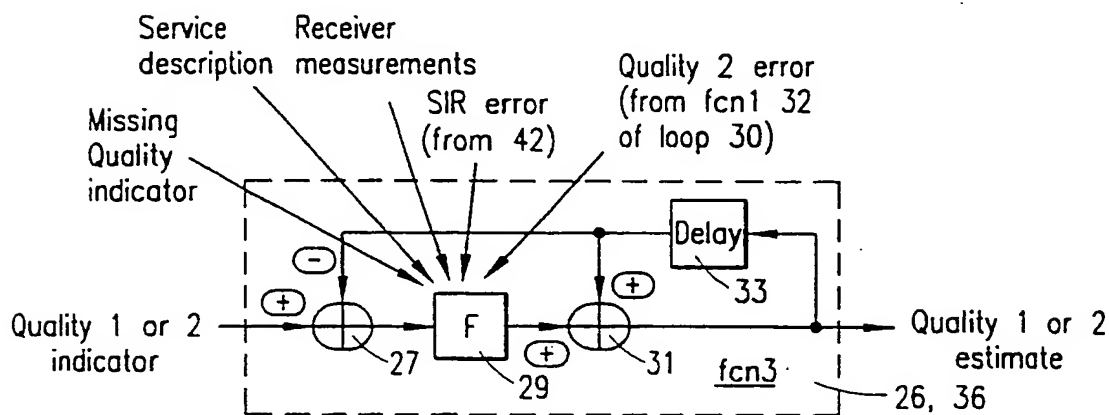 Service
description
Receiver
measurements
Quality 2 error
(from fcn1 32
of loop 30)
SIR error
(from 42)
Missing
Quality
indicator
Delay
33
−
+
+
Quality 1 or 2
indicator
27
F
29
+
31
fcn3
Quality 1 or 2
estimate
26, 36